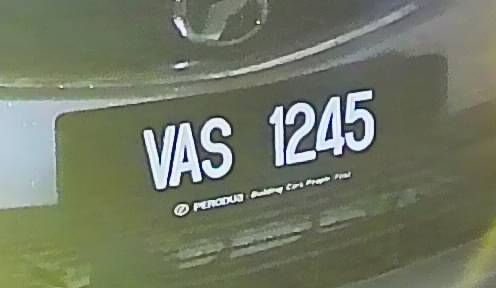 VAS 1245
PERODUA Building Cars, People First